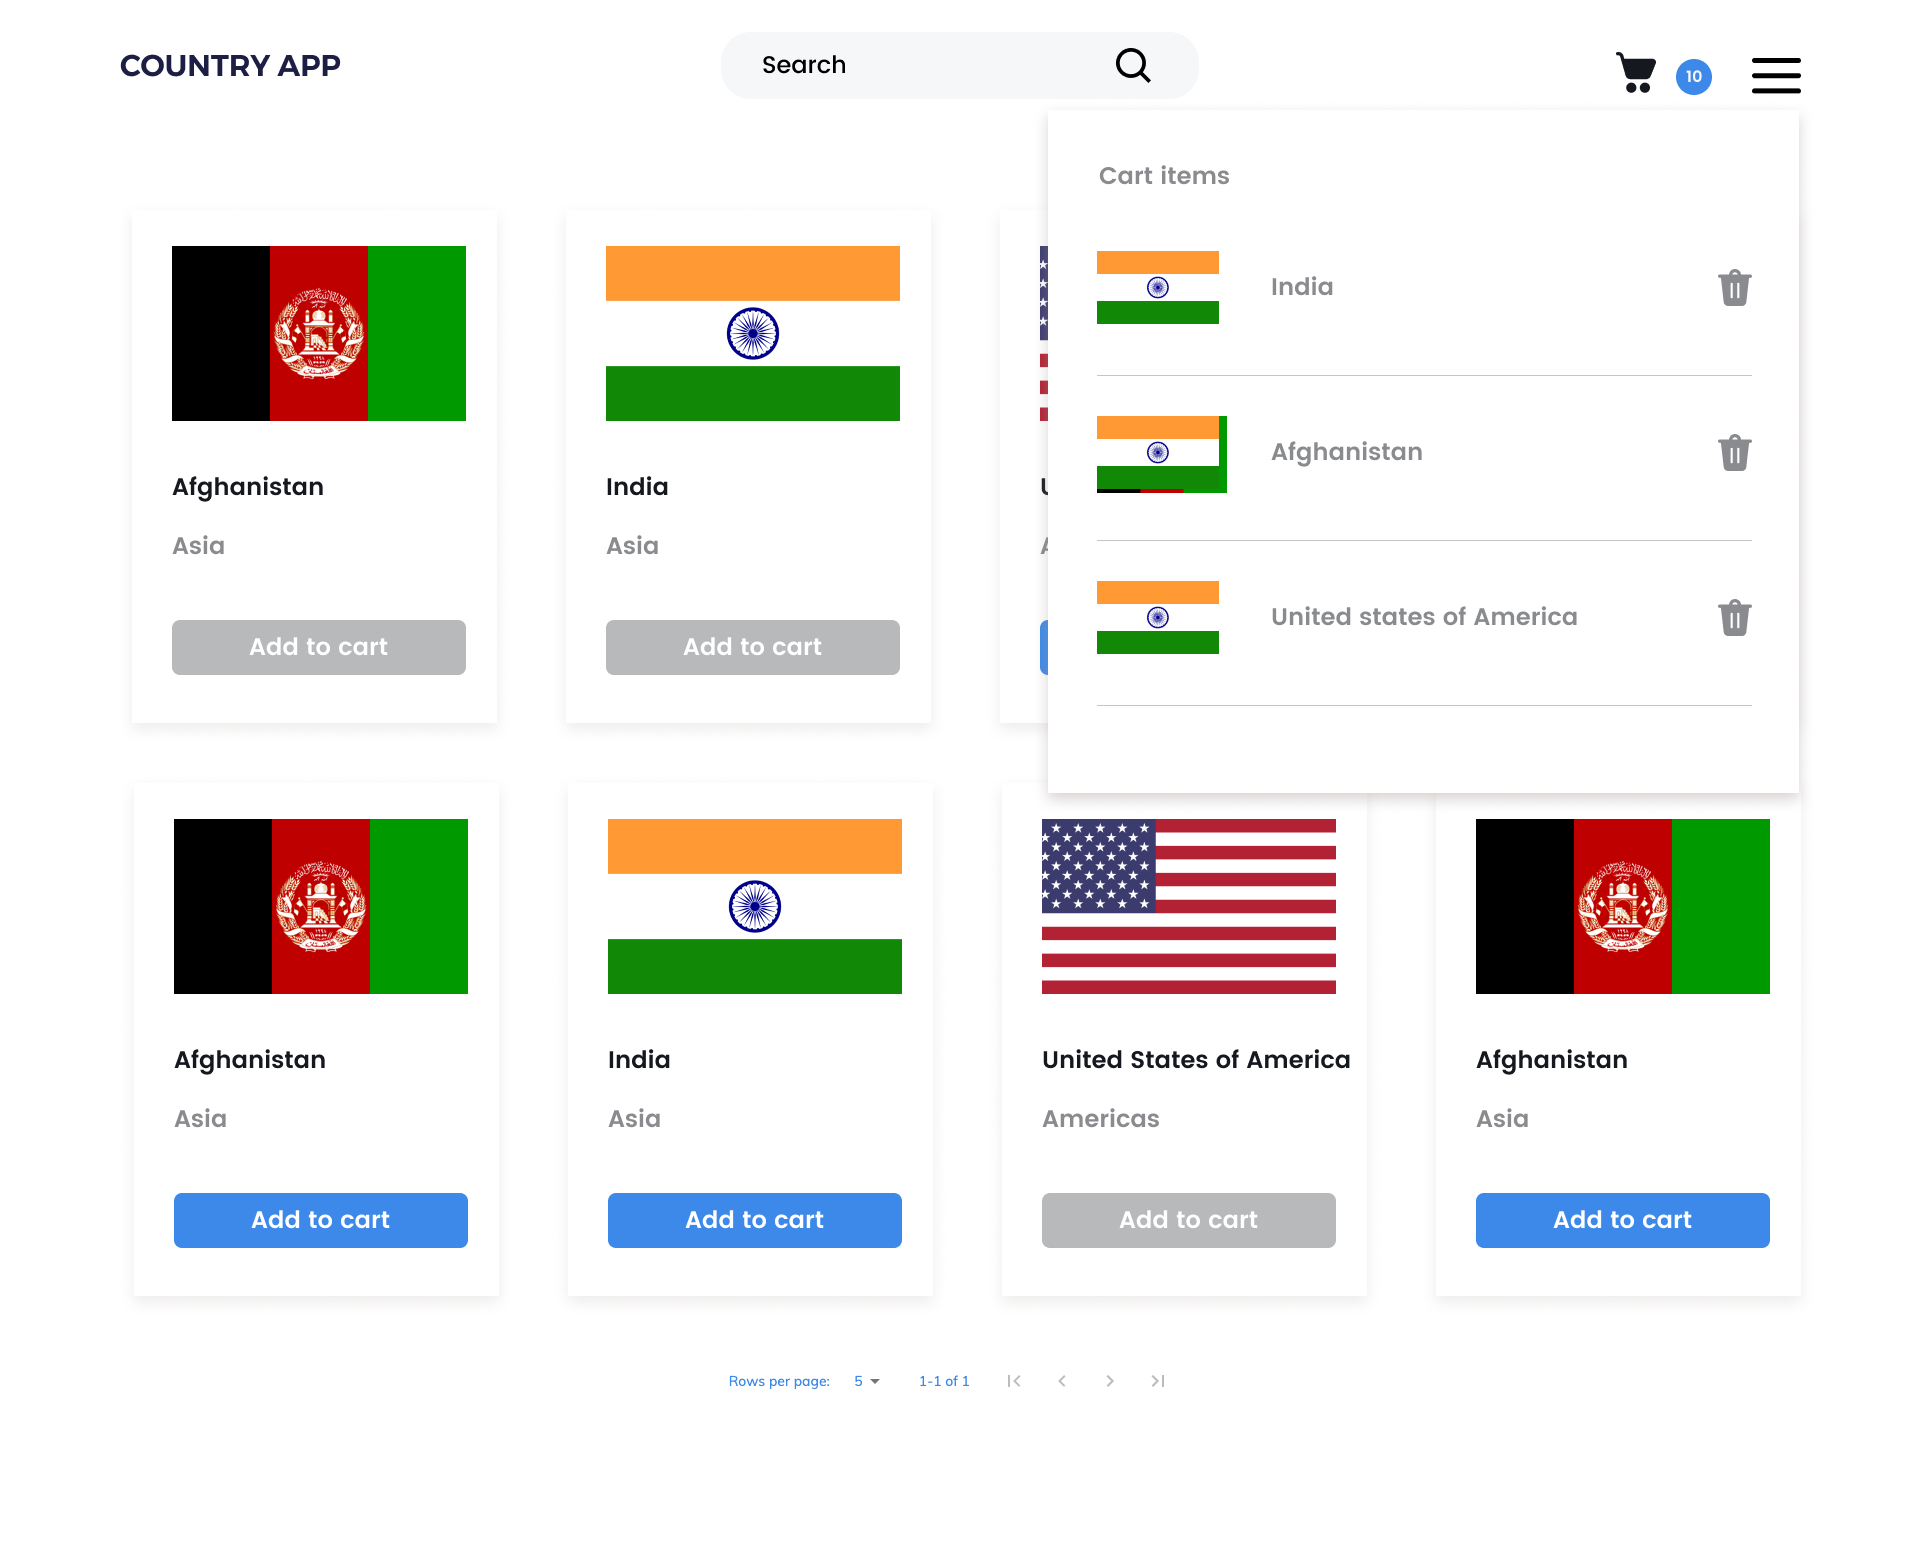 COUNTRY APP
Search
10
Cart items
India
Afghanistan
United states of America
Afghanistan
Asia
Add to cart
India
Asia
Add to cart
Afghanistan
Asia
Add to cart
India
Asia
Add to cart
United States of America
Americas
Add to cart
Afghanistan
Asia
Add to cart
Rows per page: 5 1-1 of 1